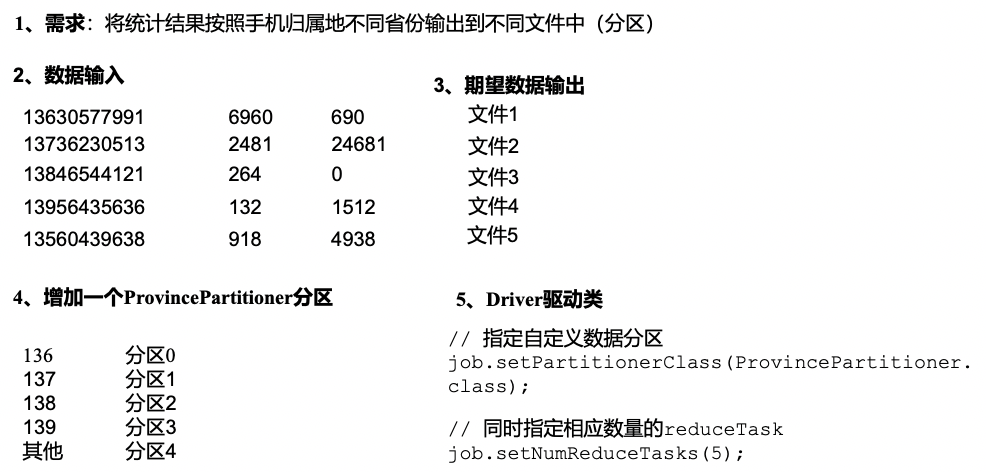 1、需求：将统计结果按照手机归属地不同省份输出到不同文件中（分区）
2、数据输入
13630577991 6960 690
13736230513 2481 24681
13846544121 264 0
13956435636 132 1512
13560439638 918 4938
3、期望数据输出
文件1
文件2
文件3
文件4
文件5
4、增加一个ProvincePartitioner分区
136 分区0
137 分区1
138 分区2
139 分区3
其他 分区4
5、Driver驱动类
// 指定自定义数据分区
job.setPartitionerClass(ProvincePartitioner.
class);
// 同时指定相应数量的reduceTask
job.setNumReduceTasks(5);